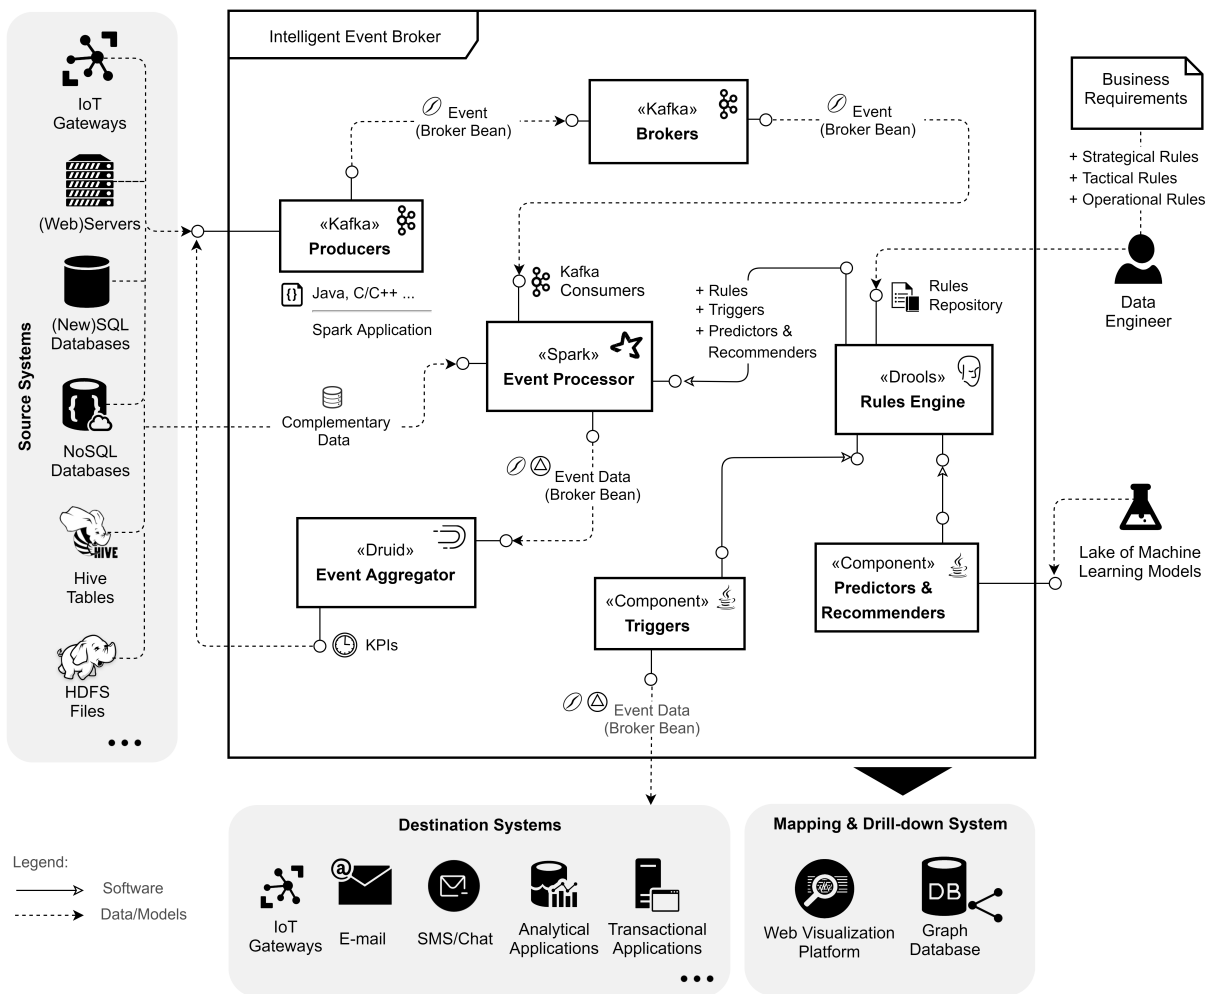 Intelligent Event Broker
Source Systems
IoT
Gateways
(Web)Servers
(New)SQL
Databases
NoSQL
Databases
HIVE
Hive
Tables
HDFS
Files
Event
(Broker Bean)
«Kafka»
Brokers
Event
(Broker Bean)
Business
Requirements
+ Strategical Rules
+ Tactical Rules
+ Operational Rules
Data
Engineer
«Kafka»
Producers
{}
Java, C/C++ ...
Spark Application
Kafka
Consumers
+ Rules
+ Triggers
+ Predictors &
Recommenders
Rules
Repository
«Spark»
Event Processor
«Drools»
Rules Engine
{}
Complementary
Data
Event Data
(Broker Bean)
«Druid»
Event Aggregator
KPIs
«Component»
Triggers
«Component»
Predictors &
Recommenders
Lake of Machine
Learning Models
Event Data
(Broker Bean)
Destination Systems
@
IoT
Gateways
E-mail
SMS/Chat
Analytical
Applications
Transactional
Applications
Mapping & Drill-down System
Web Visualization
Platform
DB
Graph
Database
Legend:
Software
Data/Models